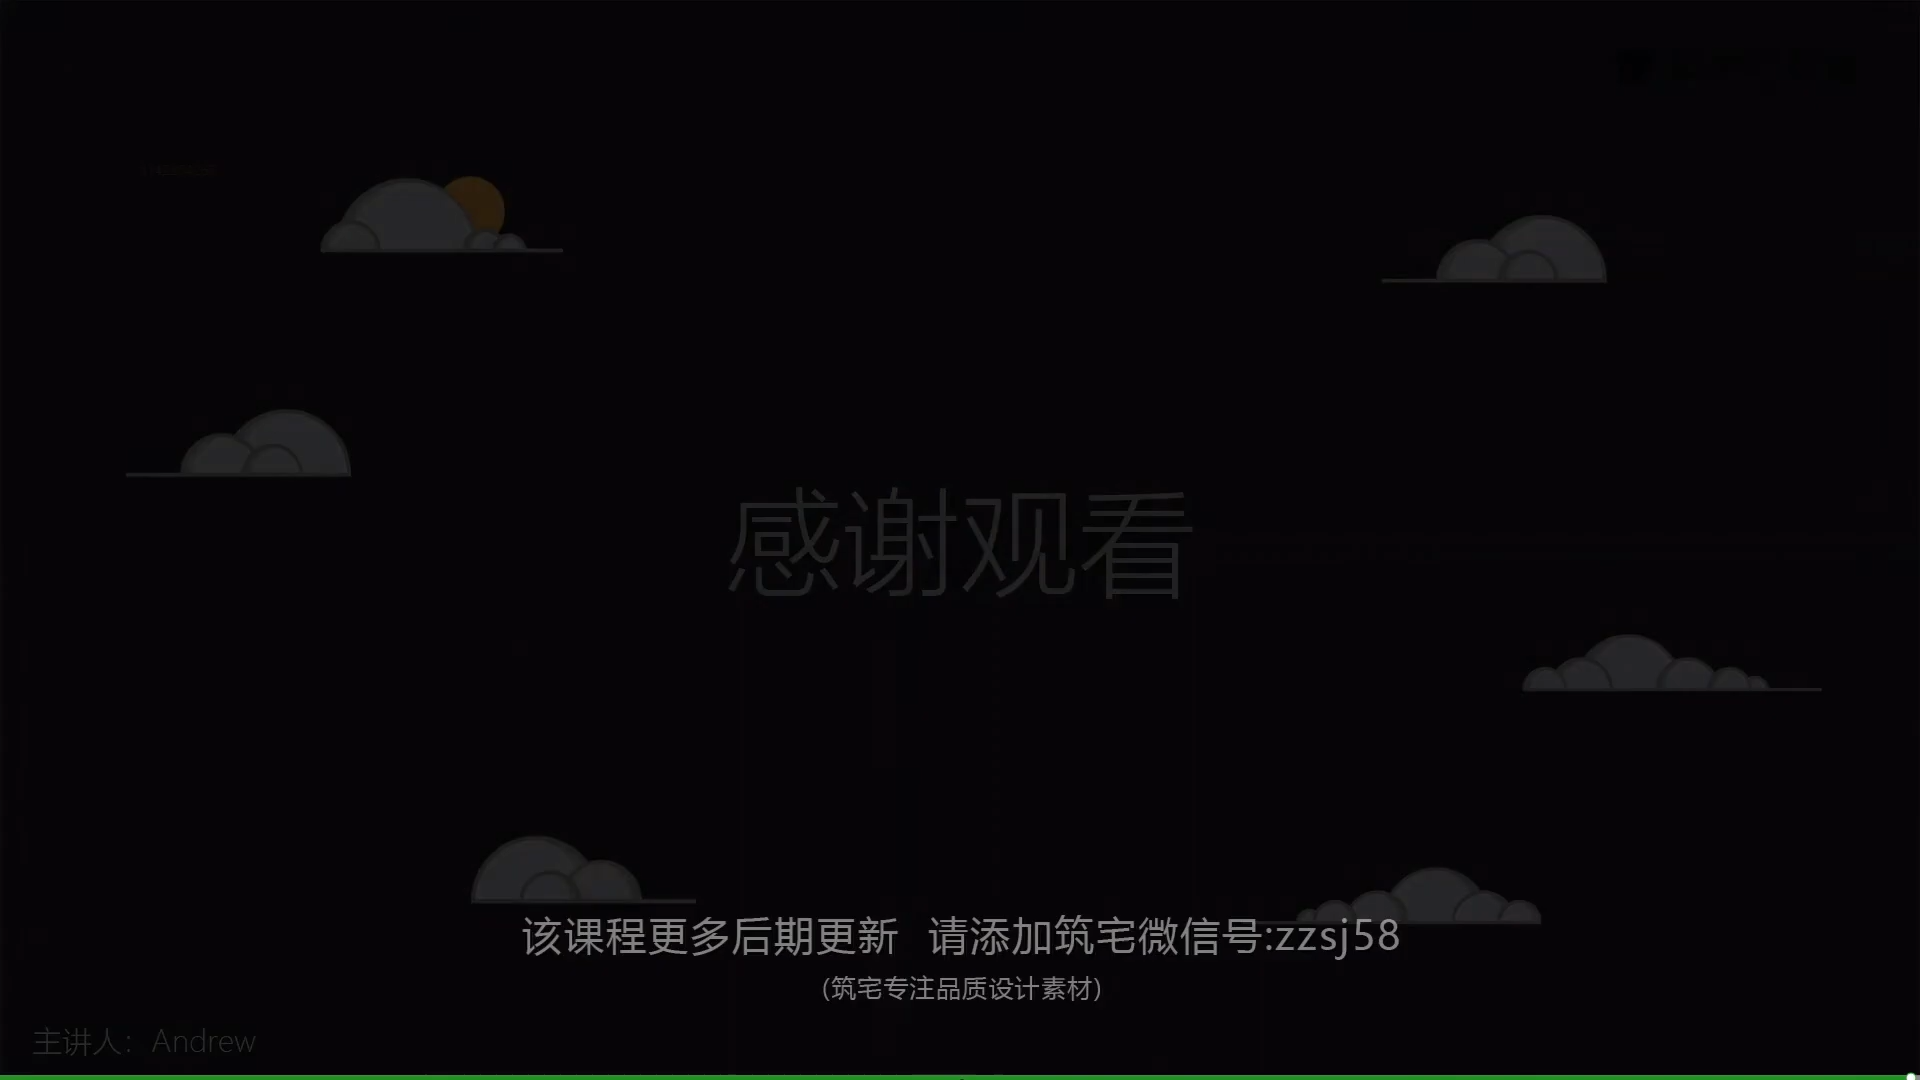 感谢观看
该课程更多后期更新 请添加筑宅微信号:zzsj58
(筑宅专注品质设计素材)
主讲人：Andrew